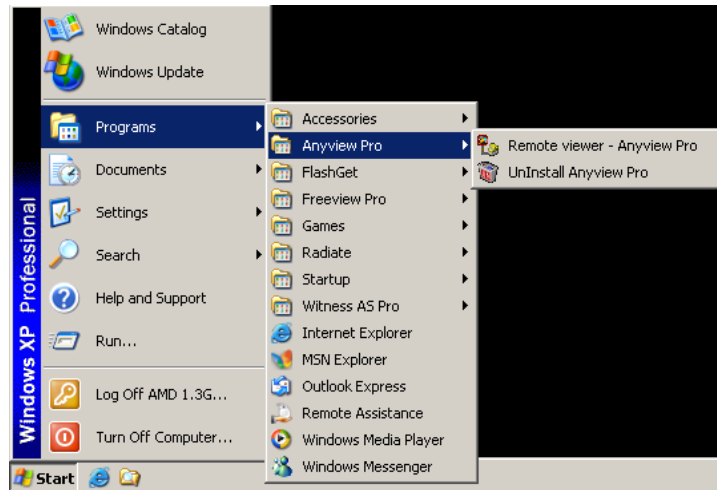 Windows Catalog
Windows Update
Programs
Documents
Settings
Search
Help and Support
Run...
Log Off AMD 1.3G...
Turn Off Computer...
Windows XP Professional
Start
Accessories
Anyview Pro
FlashGet
Freeview Pro
Games
Radiate
Startup
Witness AS Pro
Internet Explorer
MSN Explorer
Outlook Express
Remote Assistance
Windows Media Player
Windows Messenger
Remote viewer - Anyview Pro
UnInstall Anyview Pro